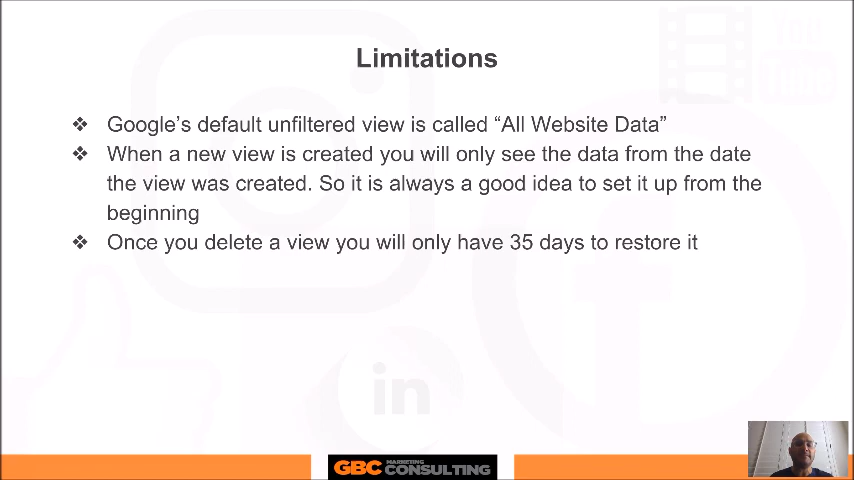 Limitations
❖ Google's default unfiltered view is called “All Website Data”
❖ When a new view is created you will only see the data from the date
the view was created. So it is always a good idea to set it up from the
beginning
❖ Once you delete a view you will only have 35 days to restore it
You
Tube
in
GBC MARKETING CONSULTING